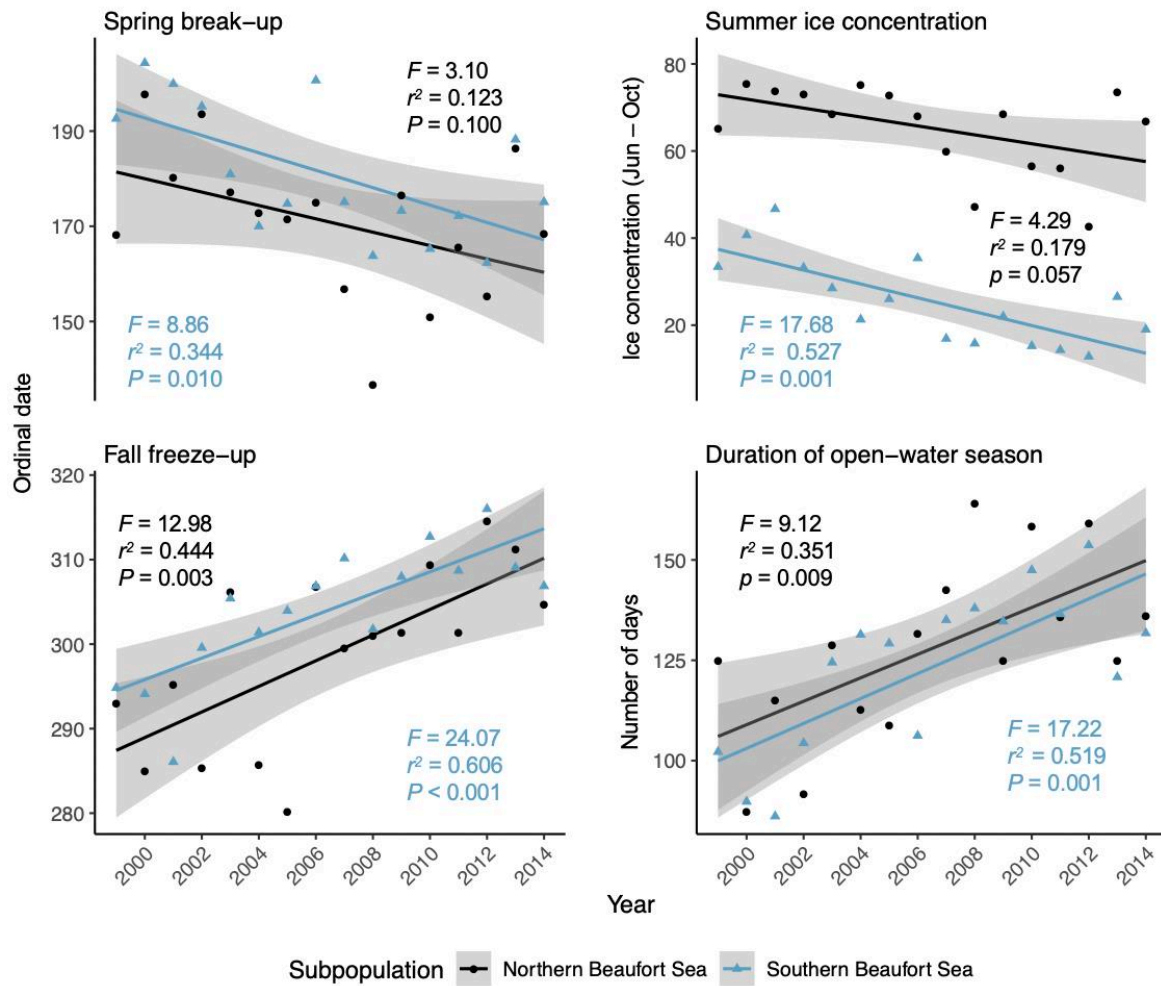 Spring break-up
190
170
150
F = 3.10
r² = 0.123
P = 0.100
F = 8.86
r² = 0.344
P = 0.010
Summer ice concentration
Ice concentration (Jun – Oct)
80
60
40
20
F = 4.29
r² = 0.179
p = 0.057
F = 17.68
r² = 0.527
P = 0.001
Ordinal date
Fall freeze-up
320
310
300
290
280
F = 12.98
r² = 0.444
P = 0.003
F = 24.07
r² = 0.606
P < 0.001
2000 2002 2004 2006 2008 2010 2012 2014
Duration of open-water season
Number of days
150
125
100
F = 9.12
r² = 0.351
p = 0.009
F = 17.22
r² = 0.519
P = 0.001
2000 2002 2004 2006 2008 2010 2012 2014
Year
Subpopulation Northern Beaufort Sea Southern Beaufort Sea